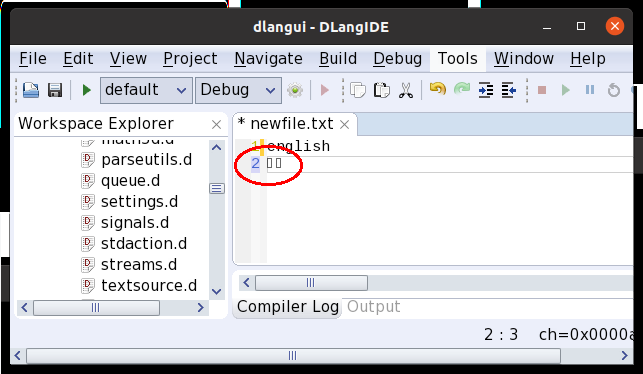 dlangui - DLangIDE
File Edit View Project Navigate Build Debug Tools Window Help
default Debug
Workspace Explorer
parseutils.d
queue.d
settings.d
signals.d
stdaction.d
streams.d
textsource.d
* newfile.txt
1 english
2 
Compiler Log Output
2 : 3 ch=0x0000a